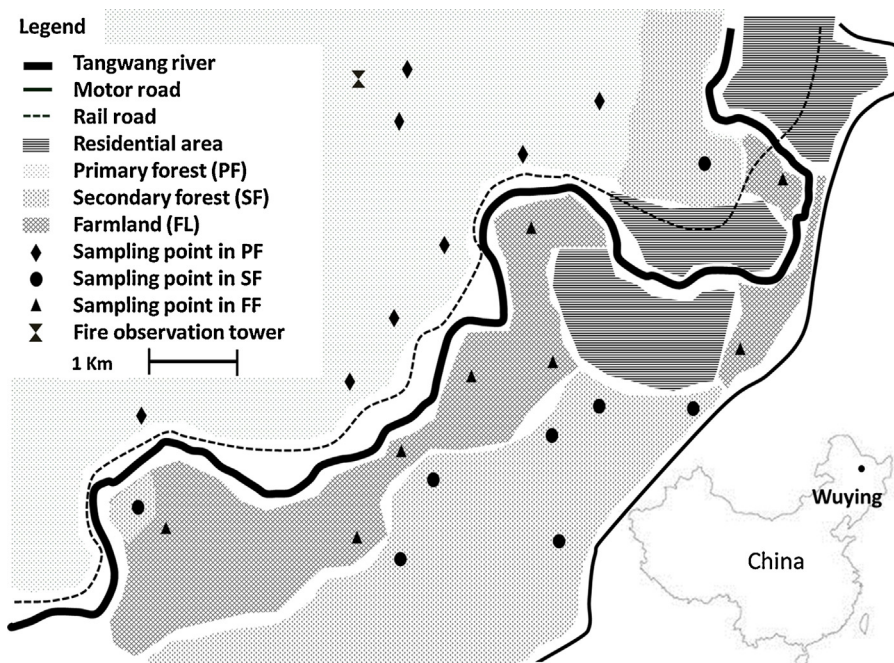 Legend
Tangwang river
Motor road
Rail road
Residential area
Primary forest (PF)
Secondary forest (SF)
Farmland (FL)
Sampling point in PF
Sampling point in SF
Sampling point in FF
Fire observation tower
1 Km
Wuying
China